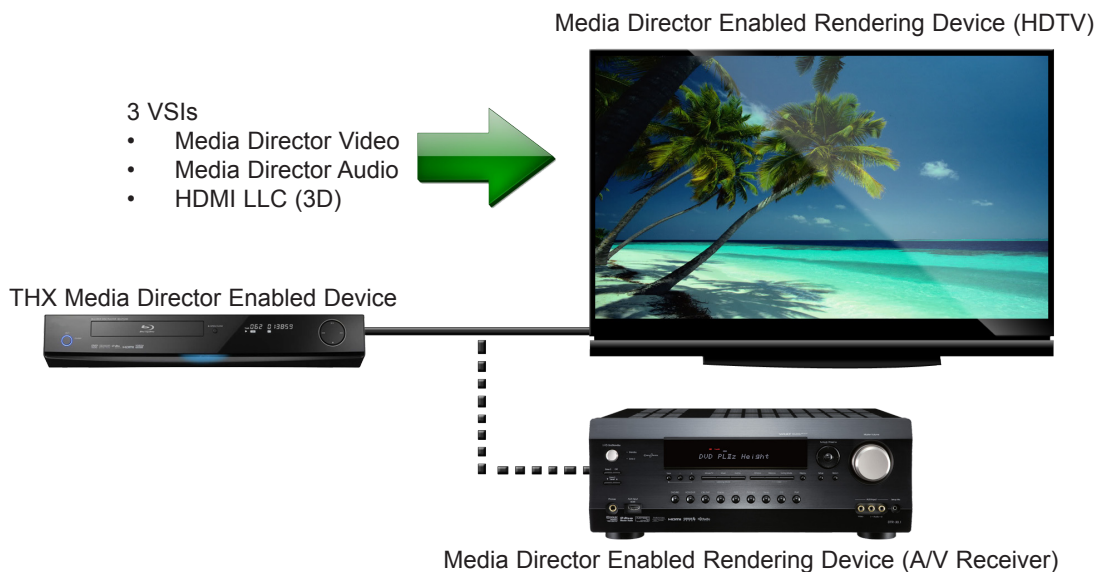 Media Director Enabled Rendering Device (HDTV)
3 VSIs
• Media Director Video
• Media Director Audio
• HDMI LLC (3D)
THX Media Director Enabled Device
DVD PLIIz Height
HDMI
Media Director Enabled Rendering Device (A/V Receiver)